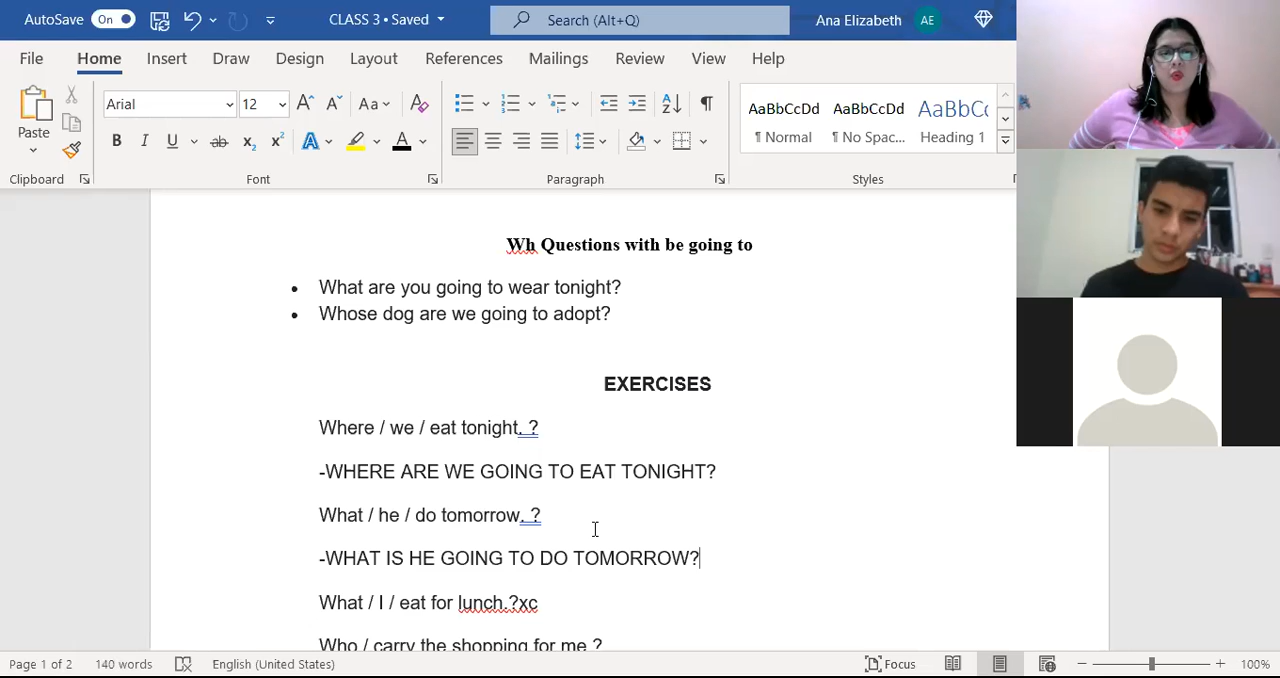 AutoSave On CLASS 3 • Saved Search (Alt+Q) Ana Elizabeth AE
File Home Insert Draw Design Layout References Mailings Review View Help
Paste Arial 12 Aa AaBbCcDd AaBbCcDd AaBbCc
B I U ab x2 x2 A A ¶ Normal ¶ No Spac... Heading 1
Clipboard Font Paragraph Styles
Wh Questions with be going to
• What are you going to wear tonight?
• Whose dog are we going to adopt?
EXERCISES
Where / we / eat tonight. ?
-WHERE ARE WE GOING TO EAT TONIGHT?
What / he / do tomorrow. ?
-WHAT IS HE GOING TO DO TOMORROW?
What / I / eat for lunch.?xc
Who / carry the shopping for me ?
Page 1 of 2 140 words English (United States) Focus 100%